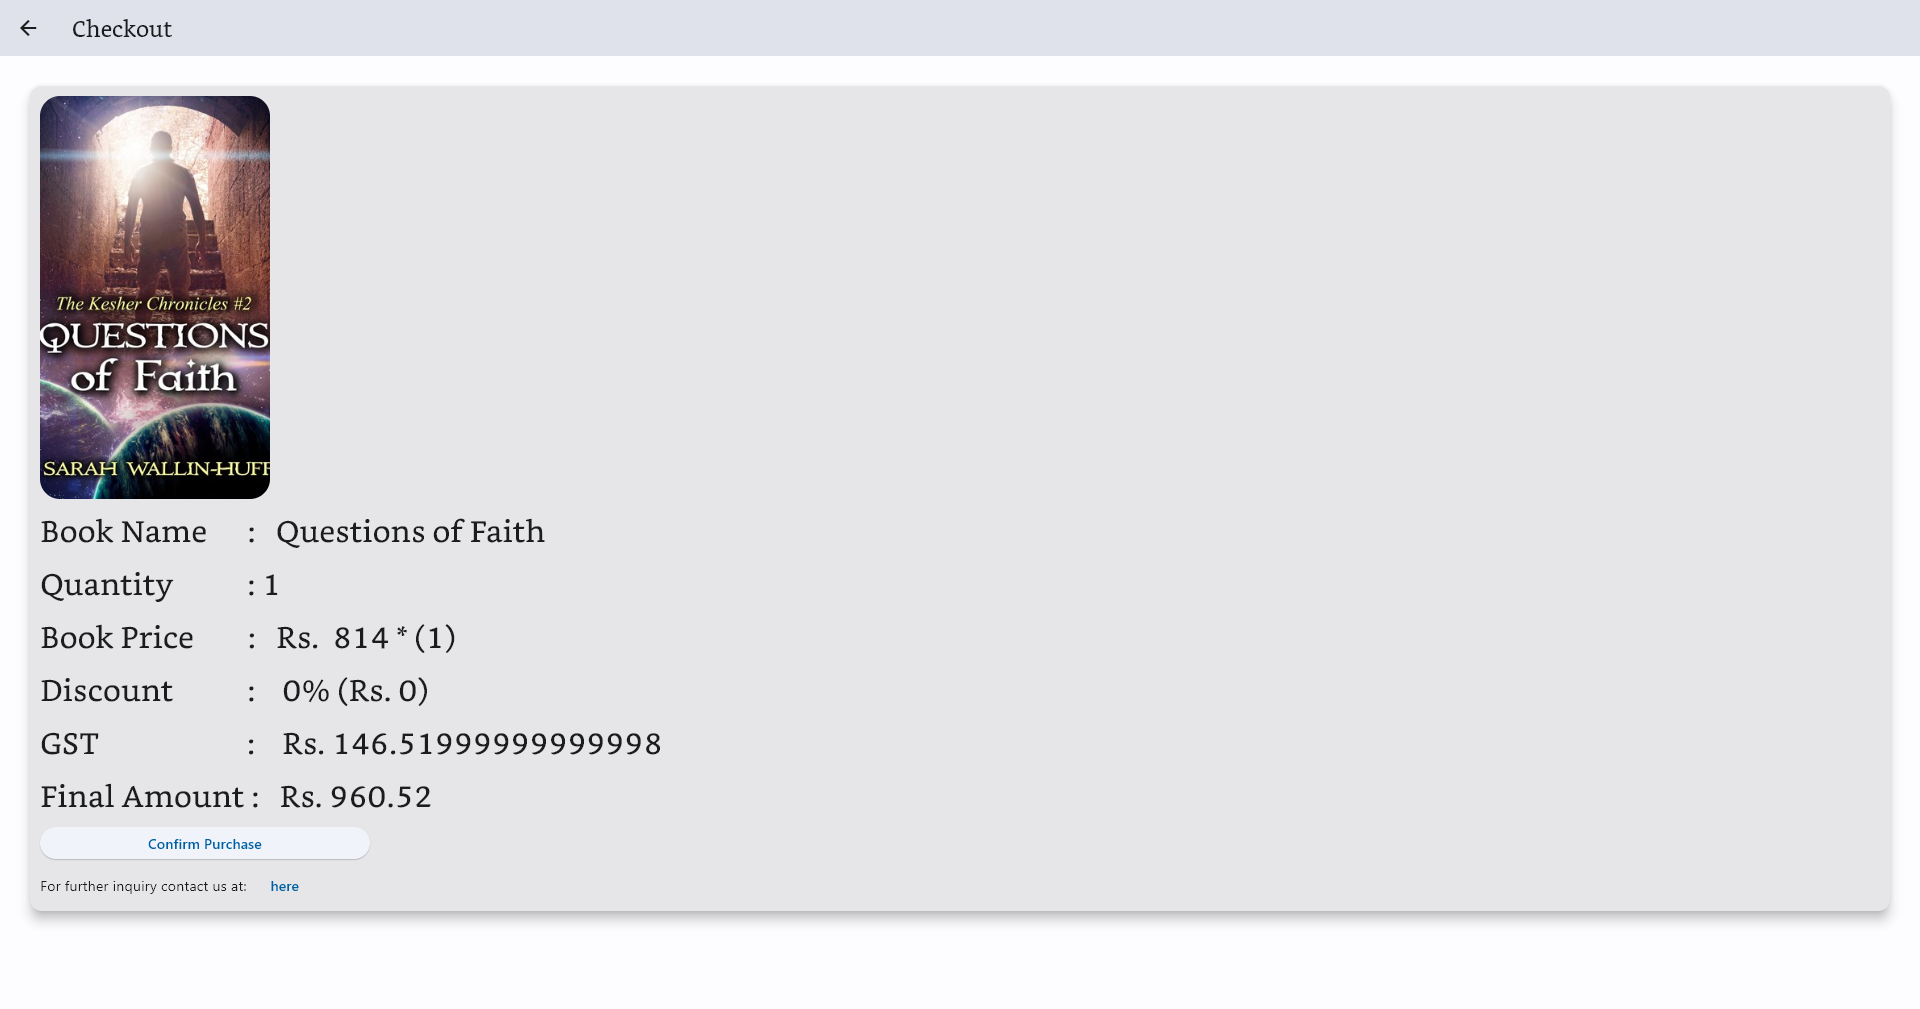 Checkout
The Kesher Chronicles #2
QUESTIONS
of Faith
SARAH WALLIN-HUFF
Book Name : Questions of Faith
Quantity : 1
Book Price : Rs. 814 * (1)
Discount : 0% (Rs. 0)
GST : Rs. 146.51999999999998
Final Amount : Rs. 960.52
Confirm Purchase
For further inquiry contact us at: here